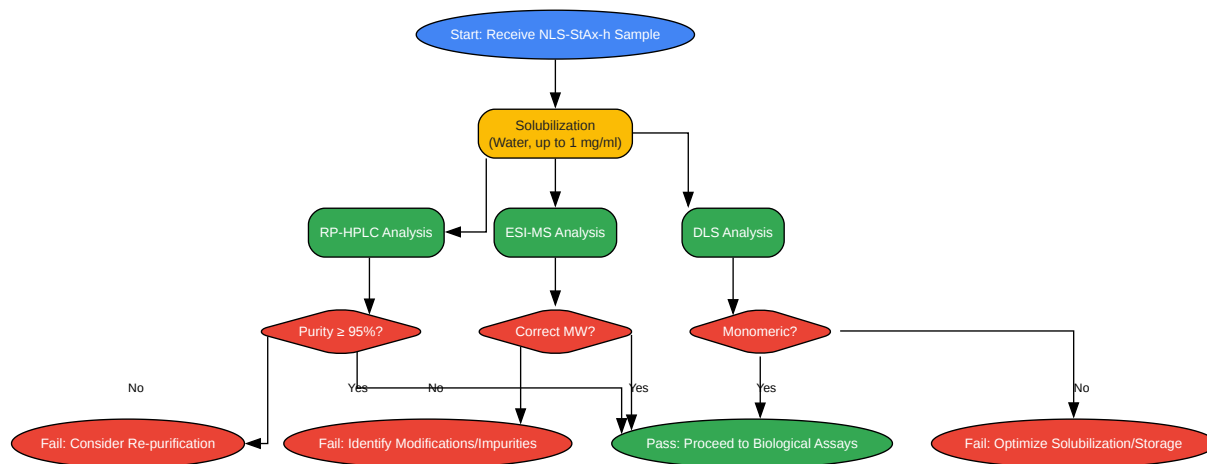 Start: Receive NLS-StAx-h Sample
Solubilization
(Water, up to 1 mg/ml)
RP-HPLC Analysis
ESI-MS Analysis
DLS Analysis
Purity ≥ 95%?
Correct MW?
Monomeric?
No
Yes
No
Yes
Yes
No
Fail: Consider Re-purification
Fail: Identify Modifications/Impurities
Pass: Proceed to Biological Assays
Fail: Optimize Solubilization/Storage